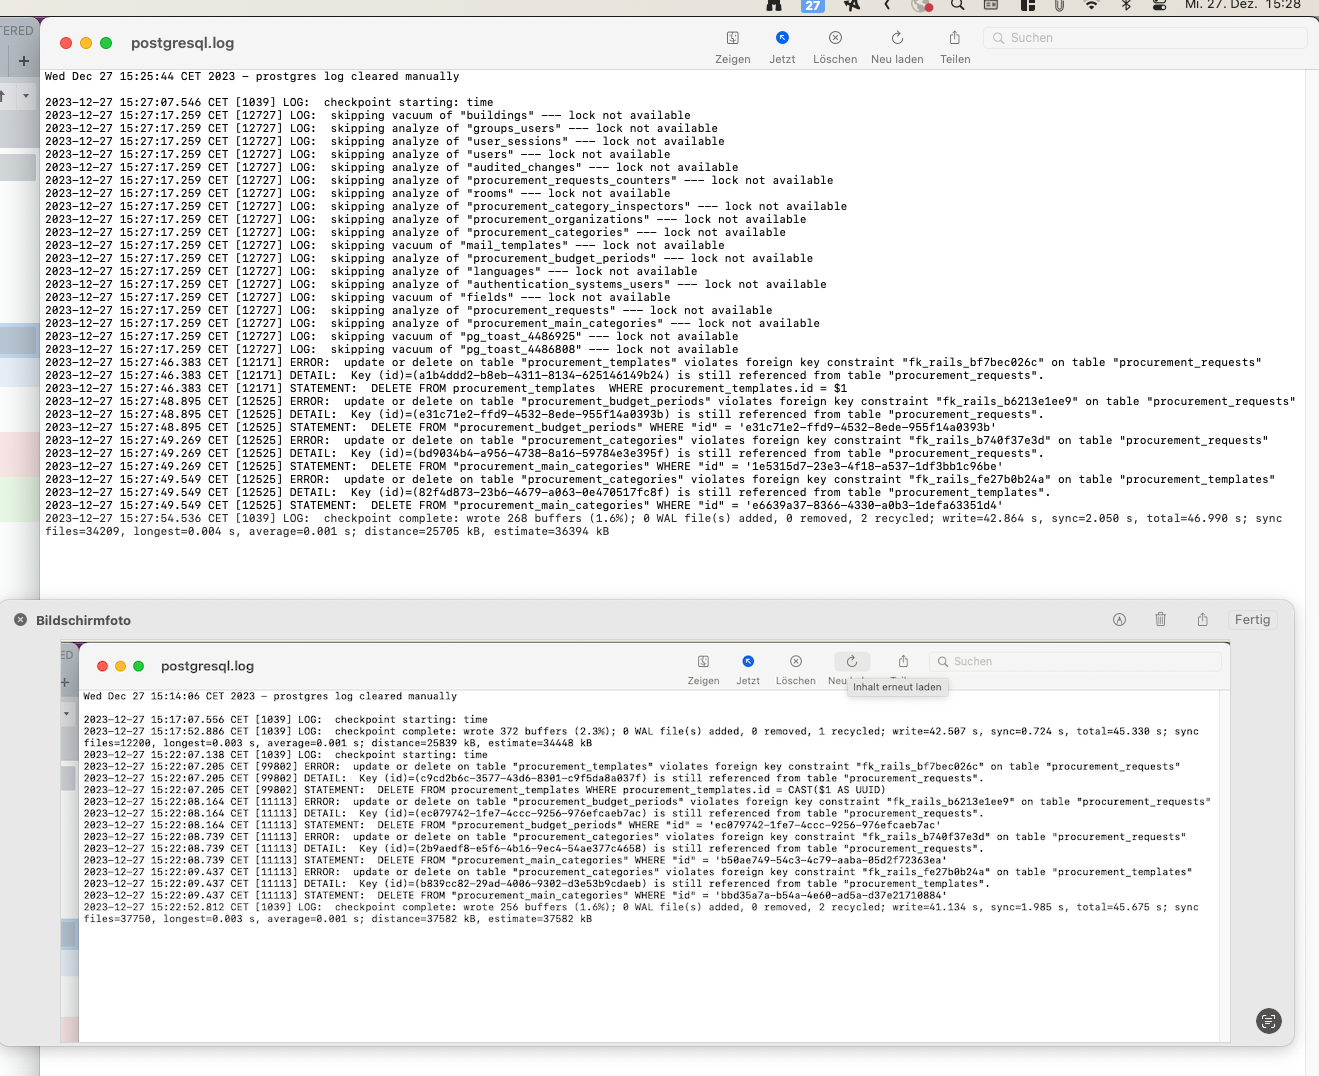 27
Mi. 27. Dez. 15:28
TERED
postgresql.log
Zeigen
Jetzt
Löschen
Neu laden
Teilen
Suchen
Wed Dec 27 15:25:44 CET 2023 – prostgres log cleared manually
2023-12-27 15:27:07.546 CET [1039] LOG:  checkpoint starting: time
2023-12-27 15:27:17.259 CET [12727] LOG:  skipping vacuum of "buildings" --- lock not available
2023-12-27 15:27:17.259 CET [12727] LOG:  skipping analyze of "groups_users" --- lock not available
2023-12-27 15:27:17.259 CET [12727] LOG:  skipping analyze of "user_sessions" --- lock not available
2023-12-27 15:27:17.259 CET [12727] LOG:  skipping analyze of "users" --- lock not available
2023-12-27 15:27:17.259 CET [12727] LOG:  skipping analyze of "audited_changes" --- lock not available
2023-12-27 15:27:17.259 CET [12727] LOG:  skipping analyze of "procurement_requests_counters" --- lock not available
2023-12-27 15:27:17.259 CET [12727] LOG:  skipping analyze of "rooms" --- lock not available
2023-12-27 15:27:17.259 CET [12727] LOG:  skipping analyze of "procurement_category_inspectors" --- lock not available
2023-12-27 15:27:17.259 CET [12727] LOG:  skipping analyze of "procurement_organizations" --- lock not available
2023-12-27 15:27:17.259 CET [12727] LOG:  skipping analyze of "procurement_categories" --- lock not available
2023-12-27 15:27:17.259 CET [12727] LOG:  skipping vacuum of "mail_templates" --- lock not available
2023-12-27 15:27:17.259 CET [12727] LOG:  skipping analyze of "procurement_budget_periods" --- lock not available
2023-12-27 15:27:17.259 CET [12727] LOG:  skipping analyze of "languages" --- lock not available
2023-12-27 15:27:17.259 CET [12727] LOG:  skipping analyze of "authentication_systems_users" --- lock not available
2023-12-27 15:27:17.259 CET [12727] LOG:  skipping vacuum of "fields" --- lock not available
2023-12-27 15:27:17.259 CET [12727] LOG:  skipping analyze of "procurement_requests" --- lock not available
2023-12-27 15:27:17.259 CET [12727] LOG:  skipping analyze of "procurement_main_categories" --- lock not available
2023-12-27 15:27:17.259 CET [12727] LOG:  skipping vacuum of "pg_toast_4486925" --- lock not available
2023-12-27 15:27:17.259 CET [12727] LOG:  skipping vacuum of "pg_toast_4486808" --- lock not available
2023-12-27 15:27:46.383 CET [12171] ERROR:  update or delete on table "procurement_templates" violates foreign key constraint "fk_rails_bf7bec026c" on table "procurement_requests"
2023-12-27 15:27:46.383 CET [12171] DETAIL:  Key (id)=(a1b4ddd2-b8eb-4311-8134-625146149b24) is still referenced from table "procurement_requests".
2023-12-27 15:27:46.383 CET [12171] STATEMENT:  DELETE FROM procurement_templates  WHERE procurement_templates.id = $1
2023-12-27 15:27:48.895 CET [12525] ERROR:  update or delete on table "procurement_budget_periods" violates foreign key constraint "fk_rails_b6213e1ee9" on table "procurement_requests"
2023-12-27 15:27:48.895 CET [12525] DETAIL:  Key (id)=(e31c71e2-ffd9-4532-8ede-955f14a0393b) is still referenced from table "procurement_requests".
2023-12-27 15:27:48.895 CET [12525] STATEMENT:  DELETE FROM "procurement_budget_periods" WHERE "id" = 'e31c71e2-ffd9-4532-8ede-955f14a0393b'
2023-12-27 15:27:49.269 CET [12525] ERROR:  update or delete on table "procurement_categories" violates foreign key constraint "fk_rails_b740f37e3d" on table "procurement_requests"
2023-12-27 15:27:49.269 CET [12525] DETAIL:  Key (id)=(bd9034b4-a956-4738-8a16-59784e3e395f) is still referenced from table "procurement_requests".
2023-12-27 15:27:49.269 CET [12525] STATEMENT:  DELETE FROM "procurement_main_categories" WHERE "id" = '1e5315d7-23e3-4f18-a537-1df3bb1c96be'
2023-12-27 15:27:49.549 CET [12525] ERROR:  update or delete on table "procurement_categories" violates foreign key constraint "fk_rails_fe27b0b24a" on table "procurement_templates"
2023-12-27 15:27:49.549 CET [12525] DETAIL:  Key (id)=(82f4d873-23b6-4679-a063-0e470517fc8f) is still referenced from table "procurement_templates".
2023-12-27 15:27:49.549 CET [12525] STATEMENT:  DELETE FROM "procurement_main_categories" WHERE "id" = 'e6639a37-8366-4330-a0b3-1defa63351d4'
2023-12-27 15:27:54.536 CET [1039] LOG:  checkpoint complete: wrote 268 buffers (1.6%); 0 WAL file(s) added, 0 removed, 2 recycled; write=42.864 s, sync=2.050 s, total=46.990 s; sync
files=34209, longest=0.004 s, average=0.001 s; distance=25705 kB, estimate=36394 kB
Bildschirmfoto
Fertig
ED
postgresql.log
Zeigen
Jetzt
Löschen
Neu laden
Teilen
Suchen
Inhalt erneut laden
Wed Dec 27 15:14:06 CET 2023 – prostgres log cleared manually
2023-12-27 15:17:07.556 CET [1039] LOG:  checkpoint starting: time
2023-12-27 15:17:52.886 CET [1039] LOG:  checkpoint complete: wrote 372 buffers (2.3%); 0 WAL file(s) added, 0 removed, 1 recycled; write=42.507 s, sync=0.724 s, total=45.330 s; sync
files=12200, longest=0.003 s, average=0.001 s; distance=25839 kB, estimate=34448 kB
2023-12-27 15:22:07.138 CET [1039] LOG:  checkpoint starting: time
2023-12-27 15:22:07.205 CET [99802] ERROR:  update or delete on table "procurement_templates" violates foreign key constraint "fk_rails_bf7bec026c" on table "procurement_requests"
2023-12-27 15:22:07.205 CET [99802] DETAIL:  Key (id)=(c9cd2b6c-3577-43d6-8301-c9f5da8a037f) is still referenced from table "procurement_requests".
2023-12-27 15:22:07.205 CET [99802] STATEMENT:  DELETE FROM procurement_templates WHERE procurement_templates.id = CAST($1 AS UUID)
2023-12-27 15:22:08.164 CET [11113] ERROR:  update or delete on table "procurement_budget_periods" violates foreign key constraint "fk_rails_b6213e1ee9" on table "procurement_requests"
2023-12-27 15:22:08.164 CET [11113] DETAIL:  Key (id)=(ec079742-1fe7-4ccc-9256-976efcaeb7ac) is still referenced from table "procurement_requests".
2023-12-27 15:22:08.164 CET [11113] STATEMENT:  DELETE FROM "procurement_budget_periods" WHERE "id" = 'ec079742-1fe7-4ccc-9256-976efcaeb7ac'
2023-12-27 15:22:08.739 CET [11113] ERROR:  update or delete on table "procurement_categories" violates foreign key constraint "fk_rails_b740f37e3d" on table "procurement_requests"
2023-12-27 15:22:08.739 CET [11113] DETAIL:  Key (id)=(2b9aedf8-e5f6-4b16-9ec4-54ae377c4658) is still referenced from table "procurement_requests".
2023-12-27 15:22:08.739 CET [11113] STATEMENT:  DELETE FROM "procurement_main_categories" WHERE "id" = 'b50ae749-54c3-4c79-aaba-05d2f72363ea'
2023-12-27 15:22:09.437 CET [11113] ERROR:  update or delete on table "procurement_categories" violates foreign key constraint "fk_rails_fe27b0b24a" on table "procurement_templates"
2023-12-27 15:22:09.437 CET [11113] DETAIL:  Key (id)=(b839cc82-29ad-4006-9302-d3e53b9cdaeb) is still referenced from table "procurement_templates".
2023-12-27 15:22:09.437 CET [11113] STATEMENT:  DELETE FROM "procurement_main_categories" WHERE "id" = 'bbd35a7a-b54a-4e60-ad5a-d37e21710884'
2023-12-27 15:22:52.812 CET [1039] LOG:  checkpoint complete: wrote 256 buffers (1.6%); 0 WAL file(s) added, 0 removed, 2 recycled; write=41.134 s, sync=1.985 s, total=45.675 s; sync
files=37750, longest=0.003 s, average=0.001 s; distance=37582 kB, estimate=37582 kB